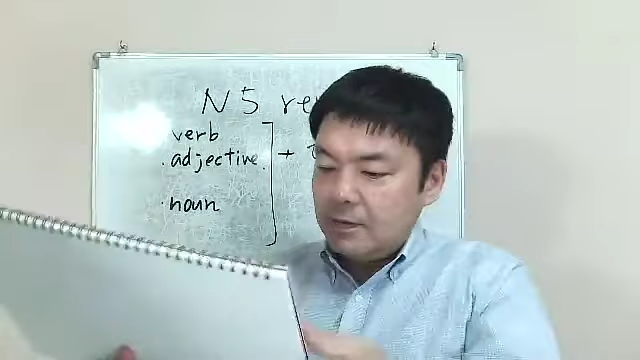 N5
verb
・adjective. +
・noun